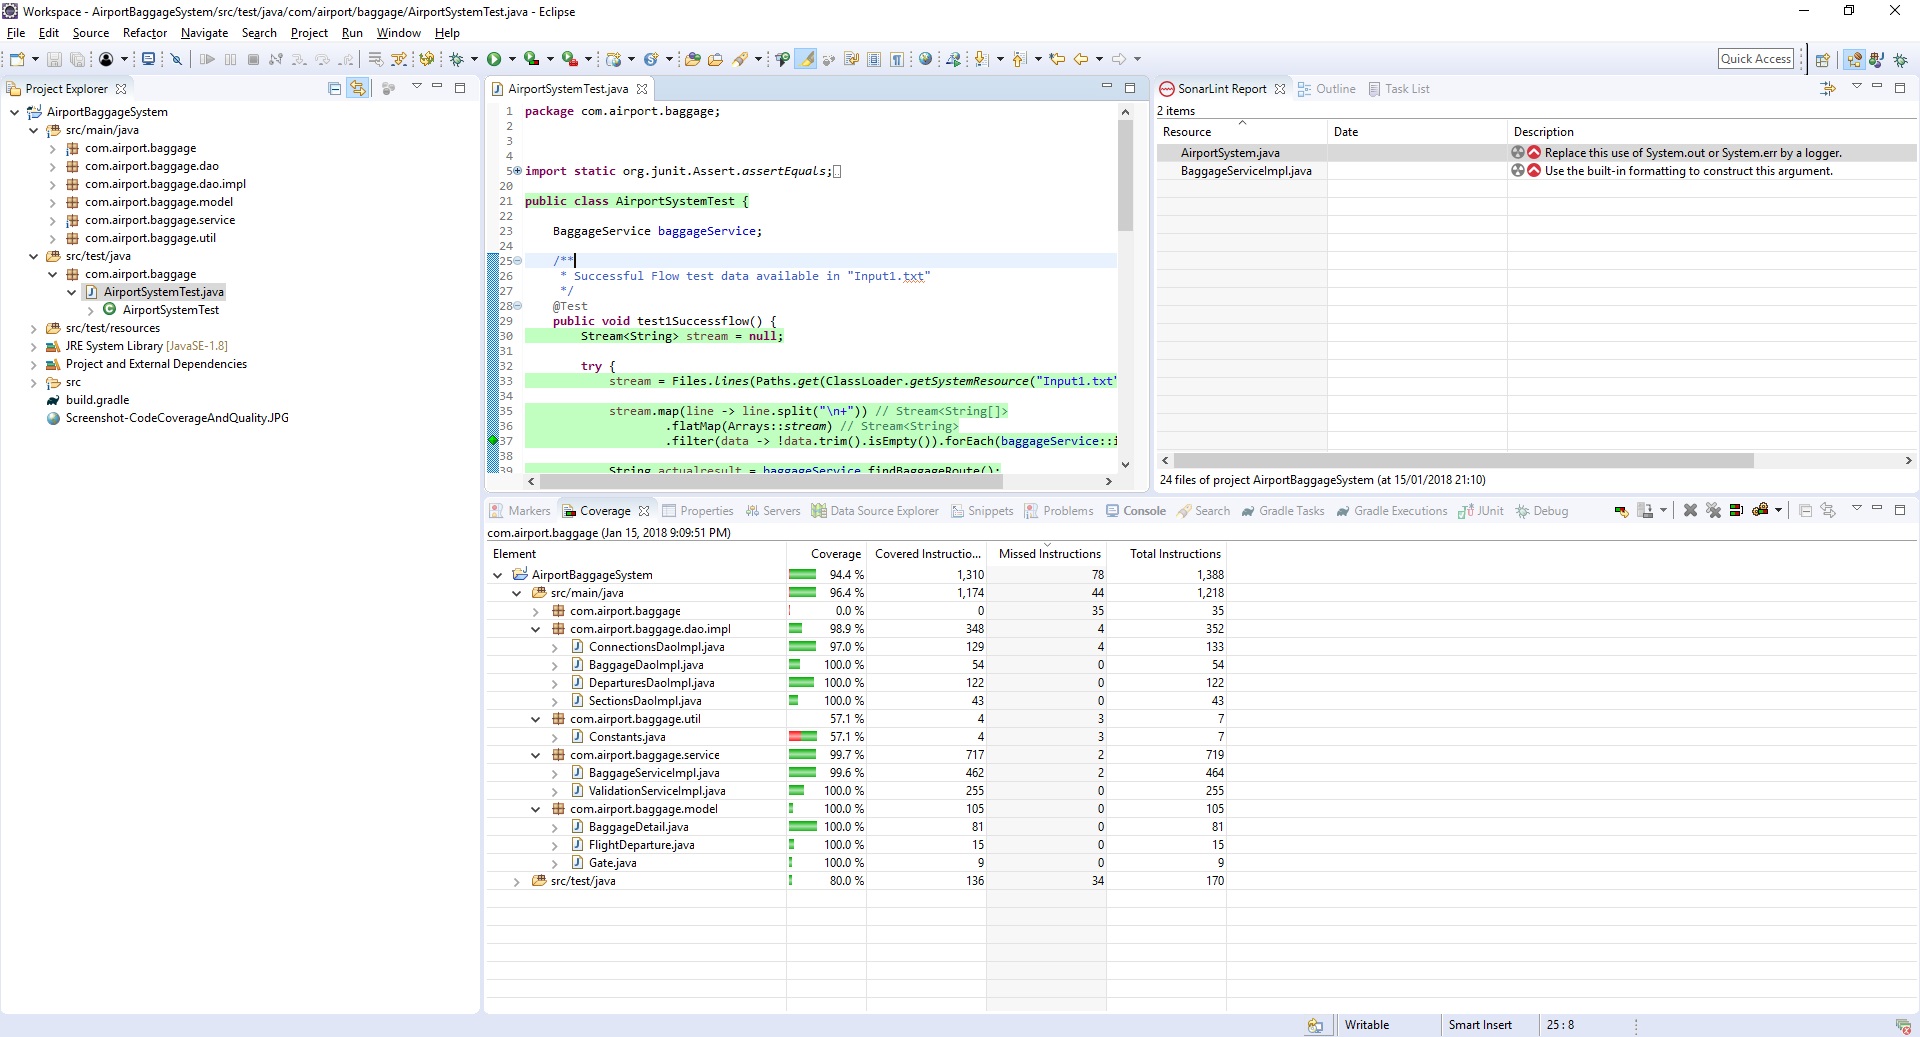 Workspace - AirportBaggageSystem/src/test/java/com/airport/baggage/AirportSystemTest.java - Eclipse
File Edit Source Refactor Navigate Search Project Run Window Help
Quick Access
Project Explorer
AirportBaggageSystem
src/main/java
com.airport.baggage
com.airport.baggage.dao
com.airport.baggage.dao.impl
com.airport.baggage.model
com.airport.baggage.service
com.airport.baggage.util
src/test/java
com.airport.baggage
AirportSystemTest.java
AirportSystemTest
src/test/resources
JRE System Library [JavaSE-1.8]
Project and External Dependencies
src
build.gradle
Screenshot-CodeCoverageAndQuality.JPG
AirportSystemTest.java
1 package com.airport.baggage;
2
3
4
5 import static org.junit.Assert.assertEquals;
20
21 public class AirportSystemTest {
22
23 BaggageService baggageService;
24
25 /**
26 * Successful Flow test data available in "Input1.txt"
27 */
28 @Test
29 public void test1Successflow() {
30 Stream<String> stream = null;
31
32 try {
33 stream = Files.lines(Paths.get(ClassLoader.getSystemResource("Input1.txt"
34
35 stream.map(line -> line.split("\n+")) // Stream<String[]>
36 .flatMap(Arrays::stream) // Stream<String>
37 .filter(data -> !data.trim().isEmpty()).forEach(baggageService::i
38
39 String actualresult = baggageService.findBaggageRoute();
SonarLint Report Outline Task List
2 items
Resource Date Description
AirportSystem.java Replace this use of System.out or System.err by a logger.
BaggageServiceImpl.java Use the built-in formatting to construct this argument.
24 files of project AirportBaggageSystem (at 15/01/2018 21:10)
Markers Coverage Properties Servers Data Source Explorer Snippets Problems Console Search Gradle Tasks Gradle Executions JUnit Debug
com.airport.baggage (Jan 15, 2018 9:09:51 PM)
Element Coverage Covered Instructio... Missed Instructions Total Instructions
AirportBaggageSystem 94.4 % 1,310 78 1,388
src/main/java 96.4 % 1,174 44 1,218
com.airport.baggage 0.0 % 0 35 35
com.airport.baggage.dao.impl 98.9 % 348 4 352
ConnectionsDaoImpl.java 97.0 % 129 4 133
BaggageDaoImpl.java 100.0 % 54 0 54
DeparturesDaoImpl.java 100.0 % 122 0 122
SectionsDaoImpl.java 100.0 % 43 0 43
com.airport.baggage.util 57.1 % 4 3 7
Constants.java 57.1 % 4 3 7
com.airport.baggage.service 99.7 % 717 2 719
BaggageServiceImpl.java 99.6 % 462 2 464
ValidationServiceImpl.java 100.0 % 255 0 255
com.airport.baggage.model 100.0 % 105 0 105
BaggageDetail.java 100.0 % 81 0 81
FlightDeparture.java 100.0 % 15 0 15
Gate.java 100.0 % 9 0 9
src/test/java 80.0 % 136 34 170
Writable Smart Insert 25 : 8